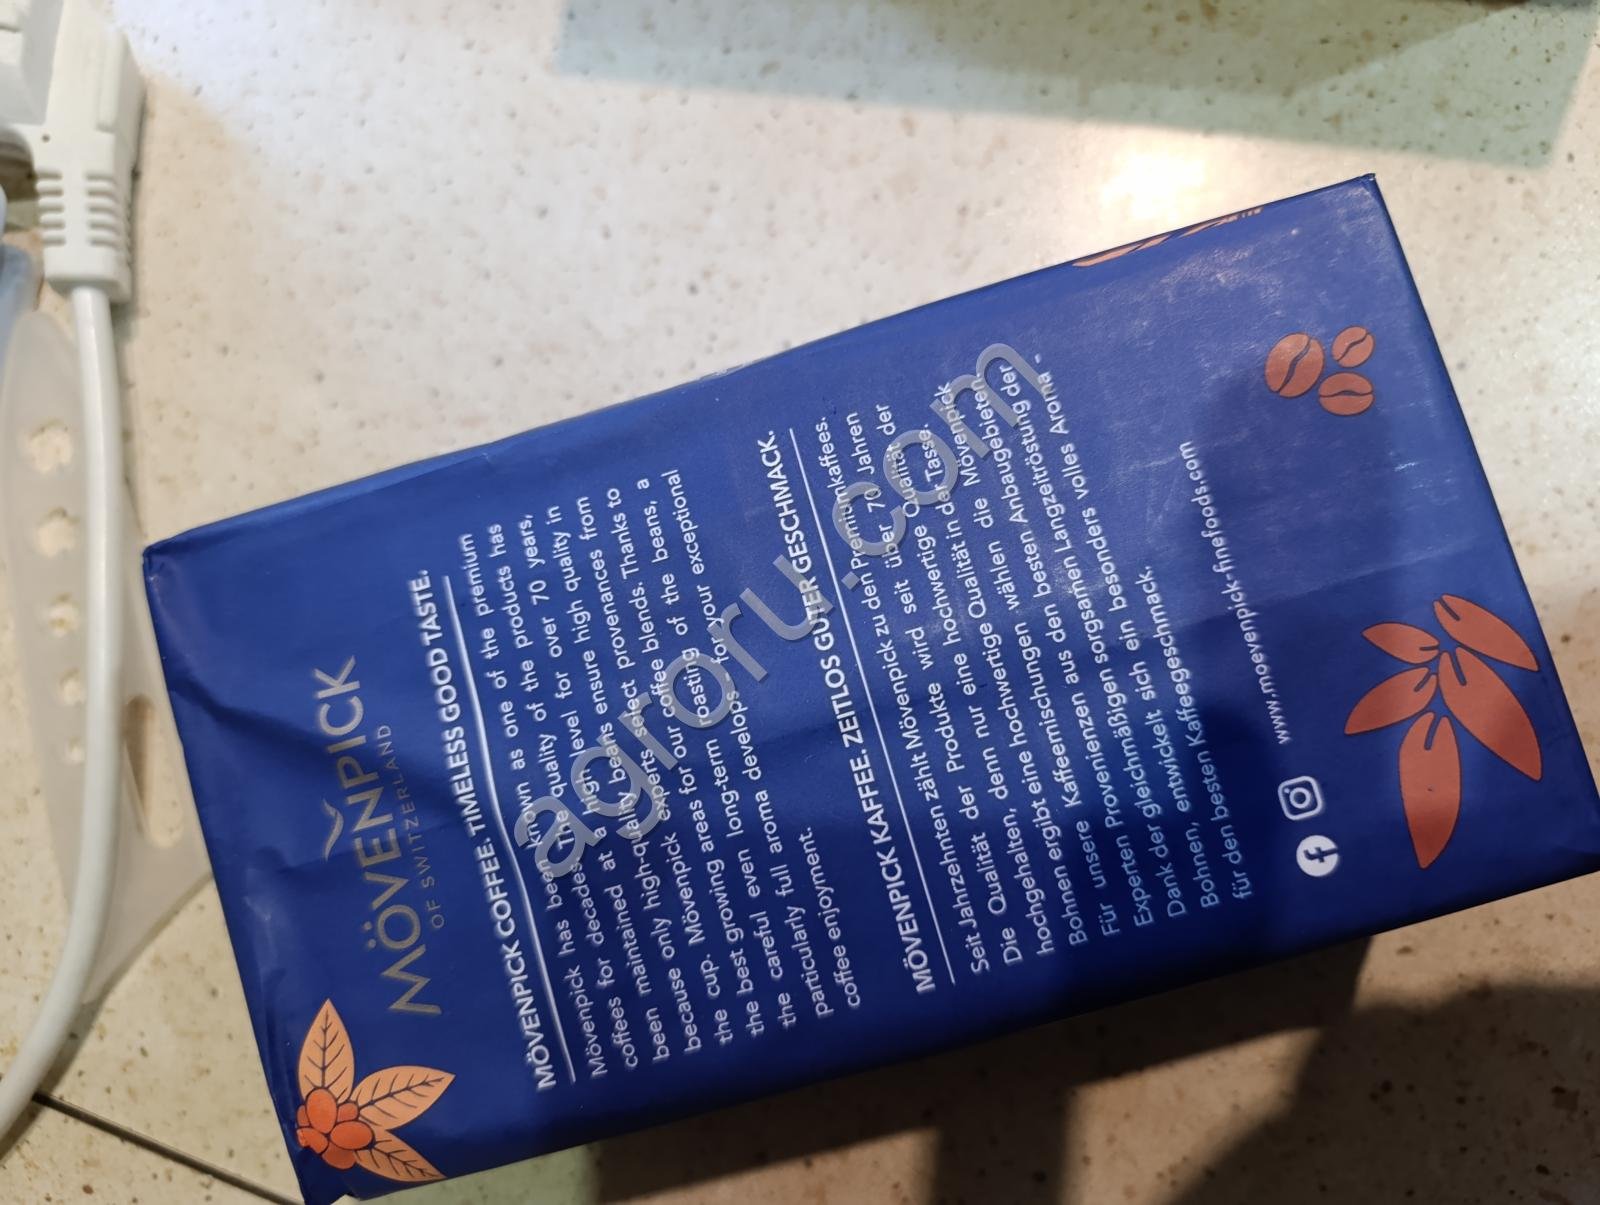 MÖVENPICK
OF SWITZERLAND
MÖVENPICK COFFEE. TIMELESS GOOD TASTE.
Mövenpick has been known as one of the premium
coffees for decades. The quality of the products has
been maintained at a high level for over 70 years,
because only high-quality beans ensure high quality in
the cup. Mövenpick experts select provenances from
the best growing areas for our coffee blends. Thanks to
the careful even long-term roasting of the beans, a
particularly full aroma develops for your exceptional
coffee enjoyment.
MÖVENPICK KAFFEE. ZEITLOS GUTER GESCHMACK.
Seit Jahrzehnten zählt Mövenpick zu den Premiumkaffees.
Die Qualität der Produkte wird seit über 70 Jahren
hochgehalten, denn nur eine hochwertige Qualität der
Bohnen ergibt eine hochwertige Qualität in der Tasse.
Für unsere Kaffeemischungen wählen die Mövenpick
Experten Provenienzen aus den besten Anbaugebieten.
Dank der gleichmäßigen sorgsamen Langzeitröstung der
Bohnen, entwickelt sich ein besonders volles Aroma -
für den besten Kaffeegeschmack.
www.moevenpick-finefoods.com
agroru.com